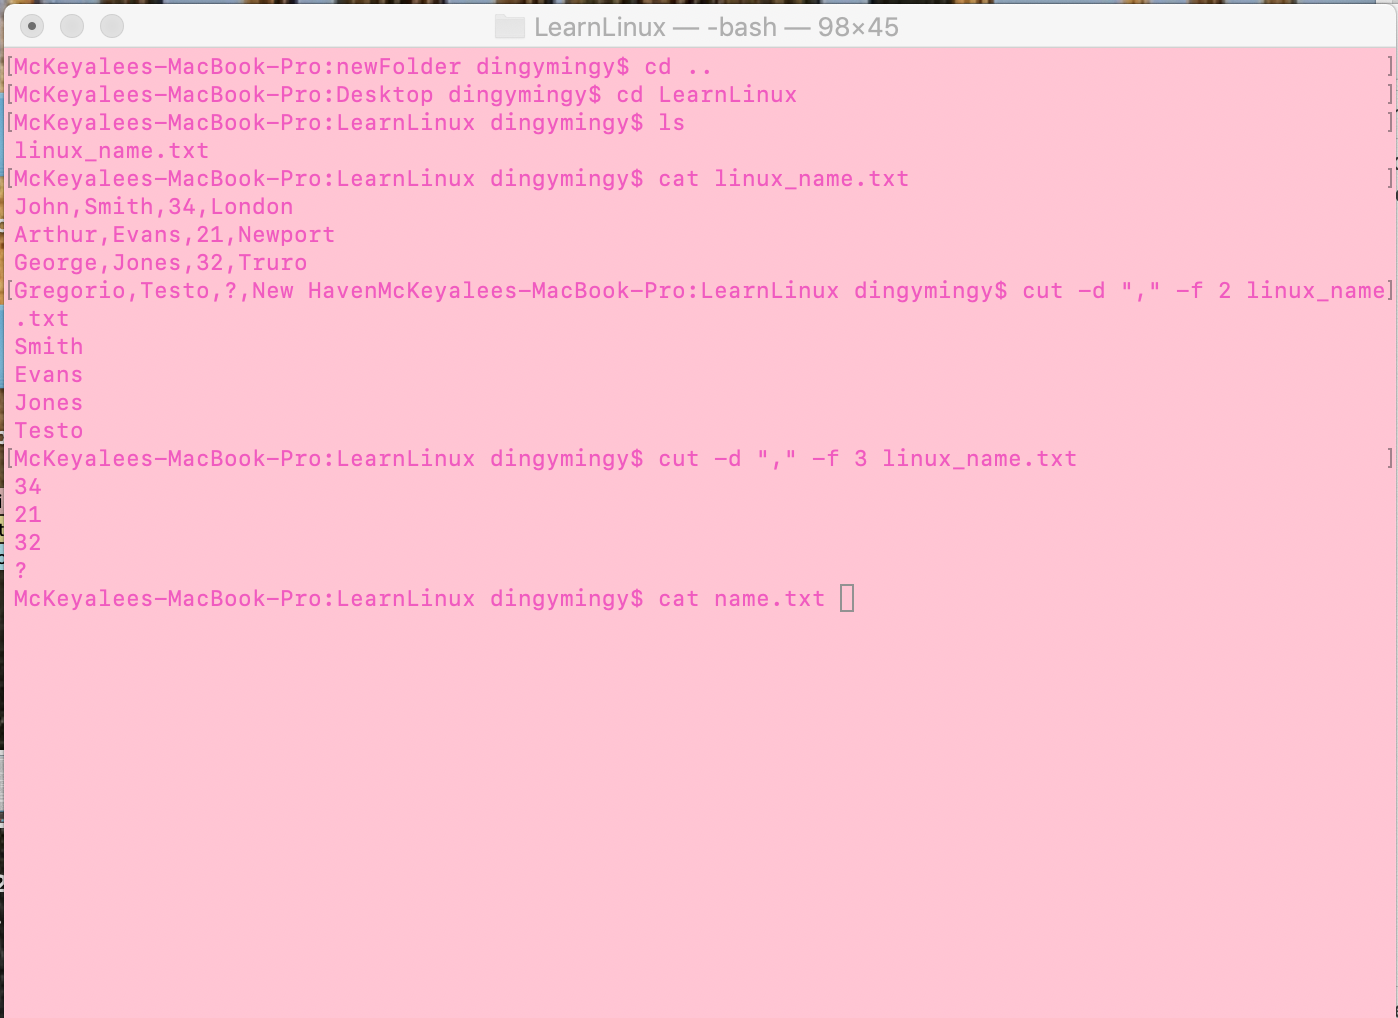 LearnLinux — -bash — 98×45
[McKeyalees-MacBook-Pro:newFolder dingymingy$ cd .. ]
[McKeyalees-MacBook-Pro:Desktop dingymingy$ cd LearnLinux ]
[McKeyalees-MacBook-Pro:LearnLinux dingymingy$ ls ]
linux_name.txt
[McKeyalees-MacBook-Pro:LearnLinux dingymingy$ cat linux_name.txt ]
John,Smith,34,London
Arthur,Evans,21,Newport
George,Jones,32,Truro
[Gregorio,Testo,?,New HavenMcKeyalees-MacBook-Pro:LearnLinux dingymingy$ cut -d "," -f 2 linux_name]
.txt
Smith
Evans
Jones
Testo
[McKeyalees-MacBook-Pro:LearnLinux dingymingy$ cut -d "," -f 3 linux_name.txt ]
34
21
32
?
McKeyalees-MacBook-Pro:LearnLinux dingymingy$ cat name.txt